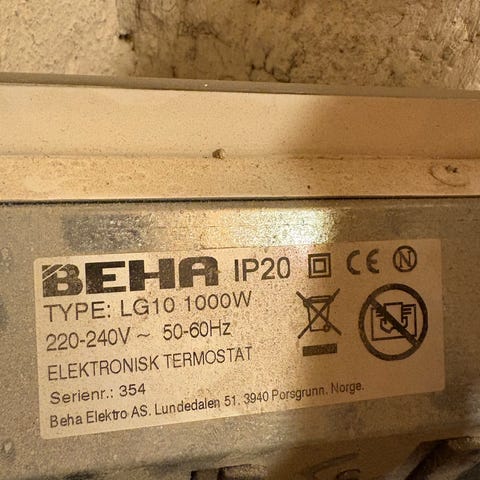 BEHA IP20 CE N
TYPE: LG10 1000W
220-240V ~ 50-60Hz
ELEKTRONISK TERMOSTAT
Serienr.: 354
Beha Elektro AS. Lundedalen 51, 3940 Porsgrunn. Norge.